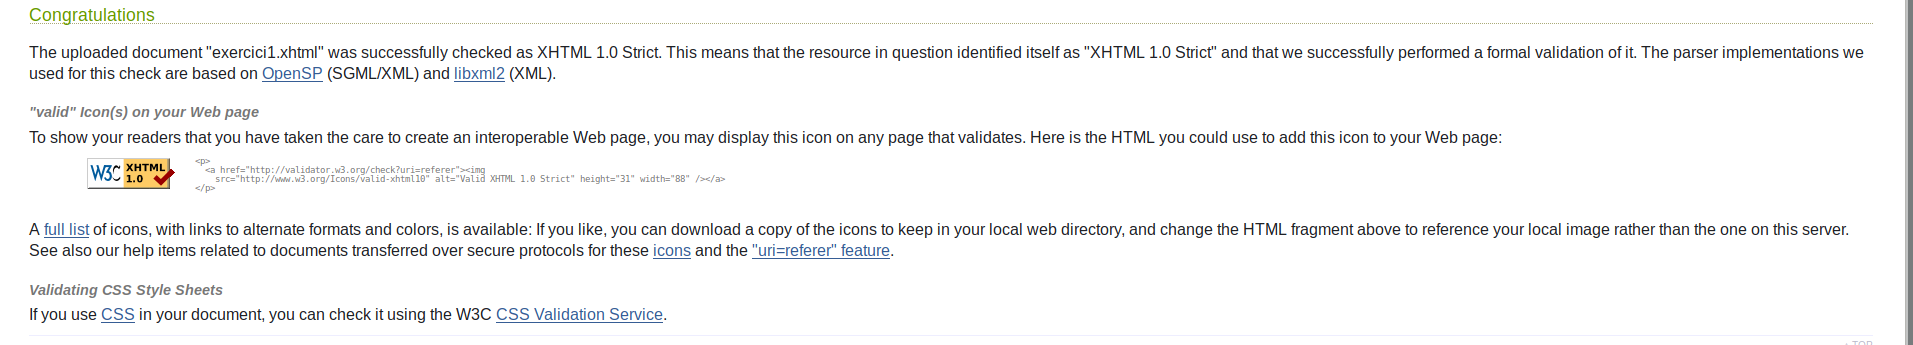 Congratulations
The uploaded document "exercici1.xhtml" was successfully checked as XHTML 1.0 Strict. This means that the resource in question identified itself as "XHTML 1.0 Strict" and that we successfully performed a formal validation of it. The parser implementations we
used for this check are based on OpenSP (SGML/XML) and libxml2 (XML).
"valid" Icon(s) on your Web page
To show your readers that you have taken the care to create an interoperable Web page, you may display this icon on any page that validates. Here is the HTML you could use to add this icon to your Web page:
W3C XHTML 1.0
<p>
<a href="http://validator.w3.org/check?uri=referer"><img
src="http://www.w3.org/Icons/valid-xhtml10" alt="Valid XHTML 1.0 Strict" height="31" width="88" /></a>
</p>
A full list of icons, with links to alternate formats and colors, is available: If you like, you can download a copy of the icons to keep in your local web directory, and change the HTML fragment above to reference your local image rather than the one on this server.
See also our help items related to documents transferred over secure protocols for these icons and the "uri=referer" feature.
Validating CSS Style Sheets
If you use CSS in your document, you can check it using the W3C CSS Validation Service.
↑ TOP